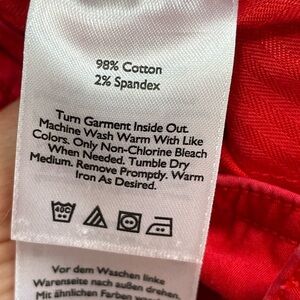 98% Cotton
2% Spandex
Turn Garment Inside Out.
Machine Wash Warm With Like
Colors. Only Non-Chlorine Bleach
When Needed. Tumble Dry
Medium. Remove Promptly. Warm
Iron As Desired.
40C
Vor dem Waschen linke
Warenseite nach außen drehen.
Mit ähnlichen Farben